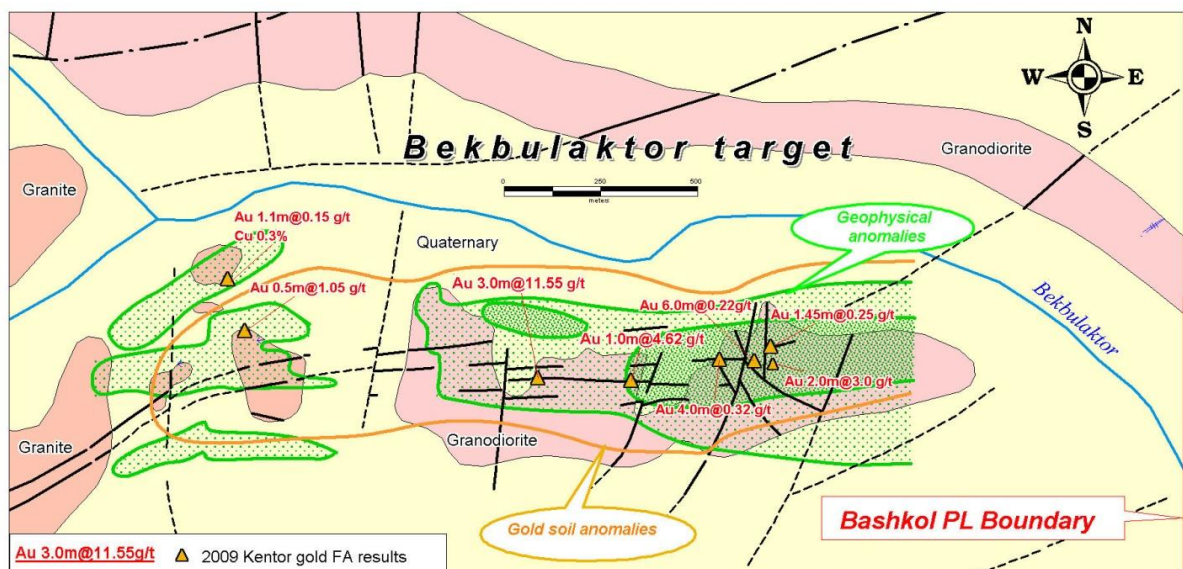 N
W E
S
Bekbulaktor target
Granodiorite
Granite
0 250 500
meters
Au 1.1m@0.15 g/t
Cu 0.3%
Quaternary
Geophysical
anomalies
Au 0.5m@1.05 g/t
Au 3.0m@11.55 g/t
Au 6.0m@0.22g/t
Au 1.45m@0.25 g/t
Bekbulaktor
Au 1.0m@4.62 g/t
Au 2.0m@3.0 g/t
Au 4.0m@0.32 g/t
Granite
Granodiorite
Gold soil anomalies
Bashkol PL Boundary
Au 3.0m@11.55g/t 2009 Kentor gold FA results